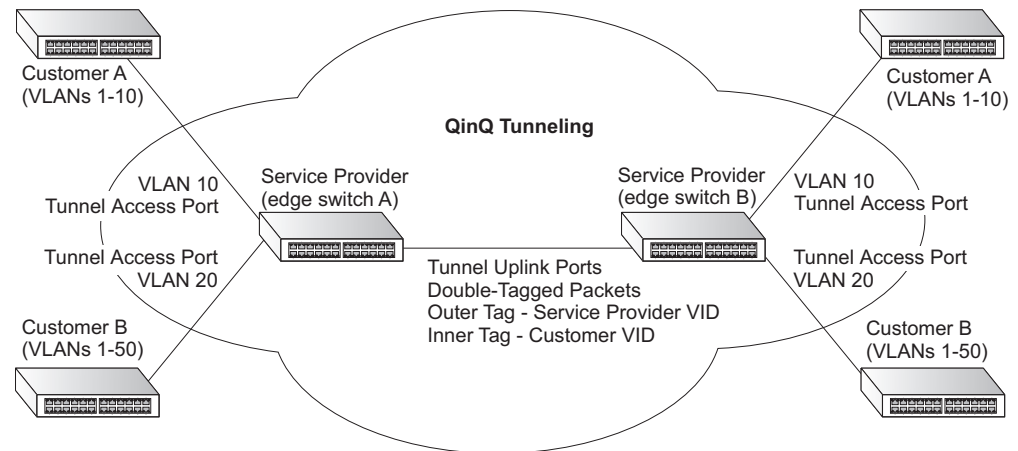 Customer A
(VLANs 1-10)
Customer A
(VLANs 1-10)
QinQ Tunneling
VLAN 10
Tunnel Access Port
Service Provider
(edge switch A)
Service Provider
(edge switch B)
VLAN 10
Tunnel Access Port
Tunnel Access Port
VLAN 20
Tunnel Uplink Ports
Double-Tagged Packets
Outer Tag - Service Provider VID
Inner Tag - Customer VID
Tunnel Access Port
VLAN 20
Customer B
(VLANs 1-50)
Customer B
(VLANs 1-50)